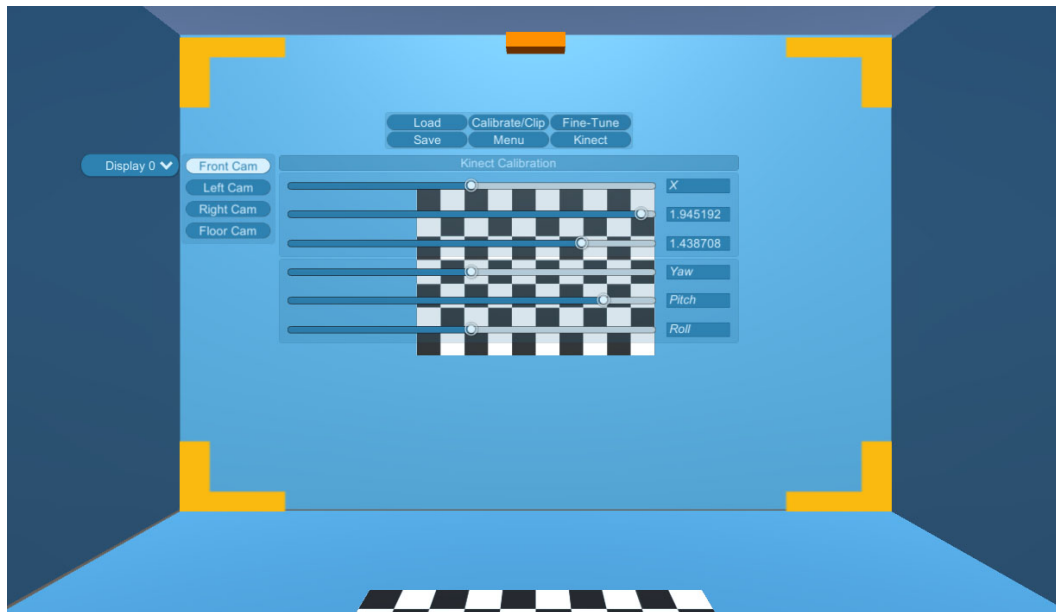 Load Calibrate/Clip Fine-Tune
Save Menu Kinect
Display 0 Front Cam
Left Cam
Right Cam
Floor Cam
Kinect Calibration
X
1.945192
1.438708
Yaw
Pitch
Roll